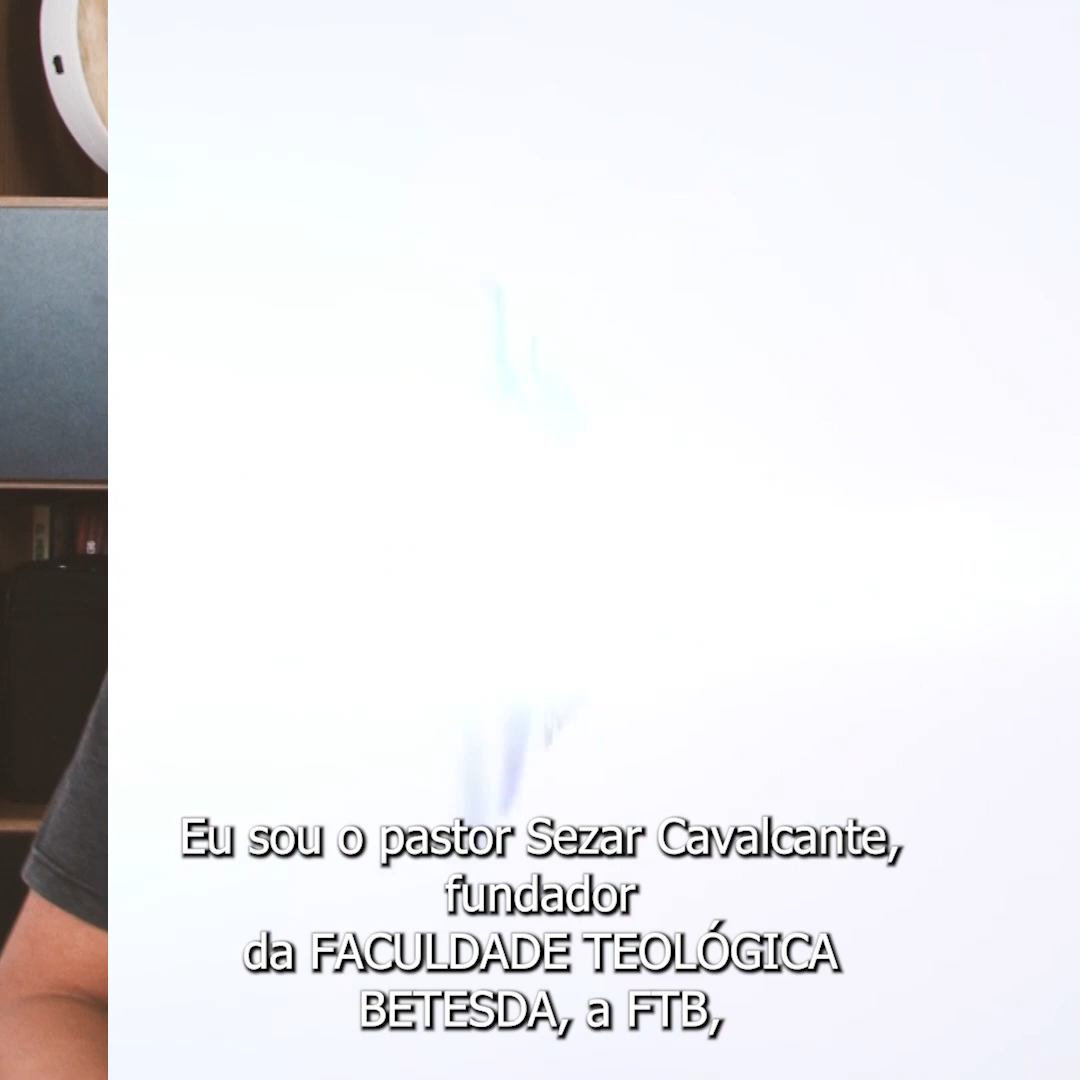 Eu sou o pastor Sezar Cavalcante,
fundador
da FACULDADE TEOLÓGICA
BETESDA, a FTB,